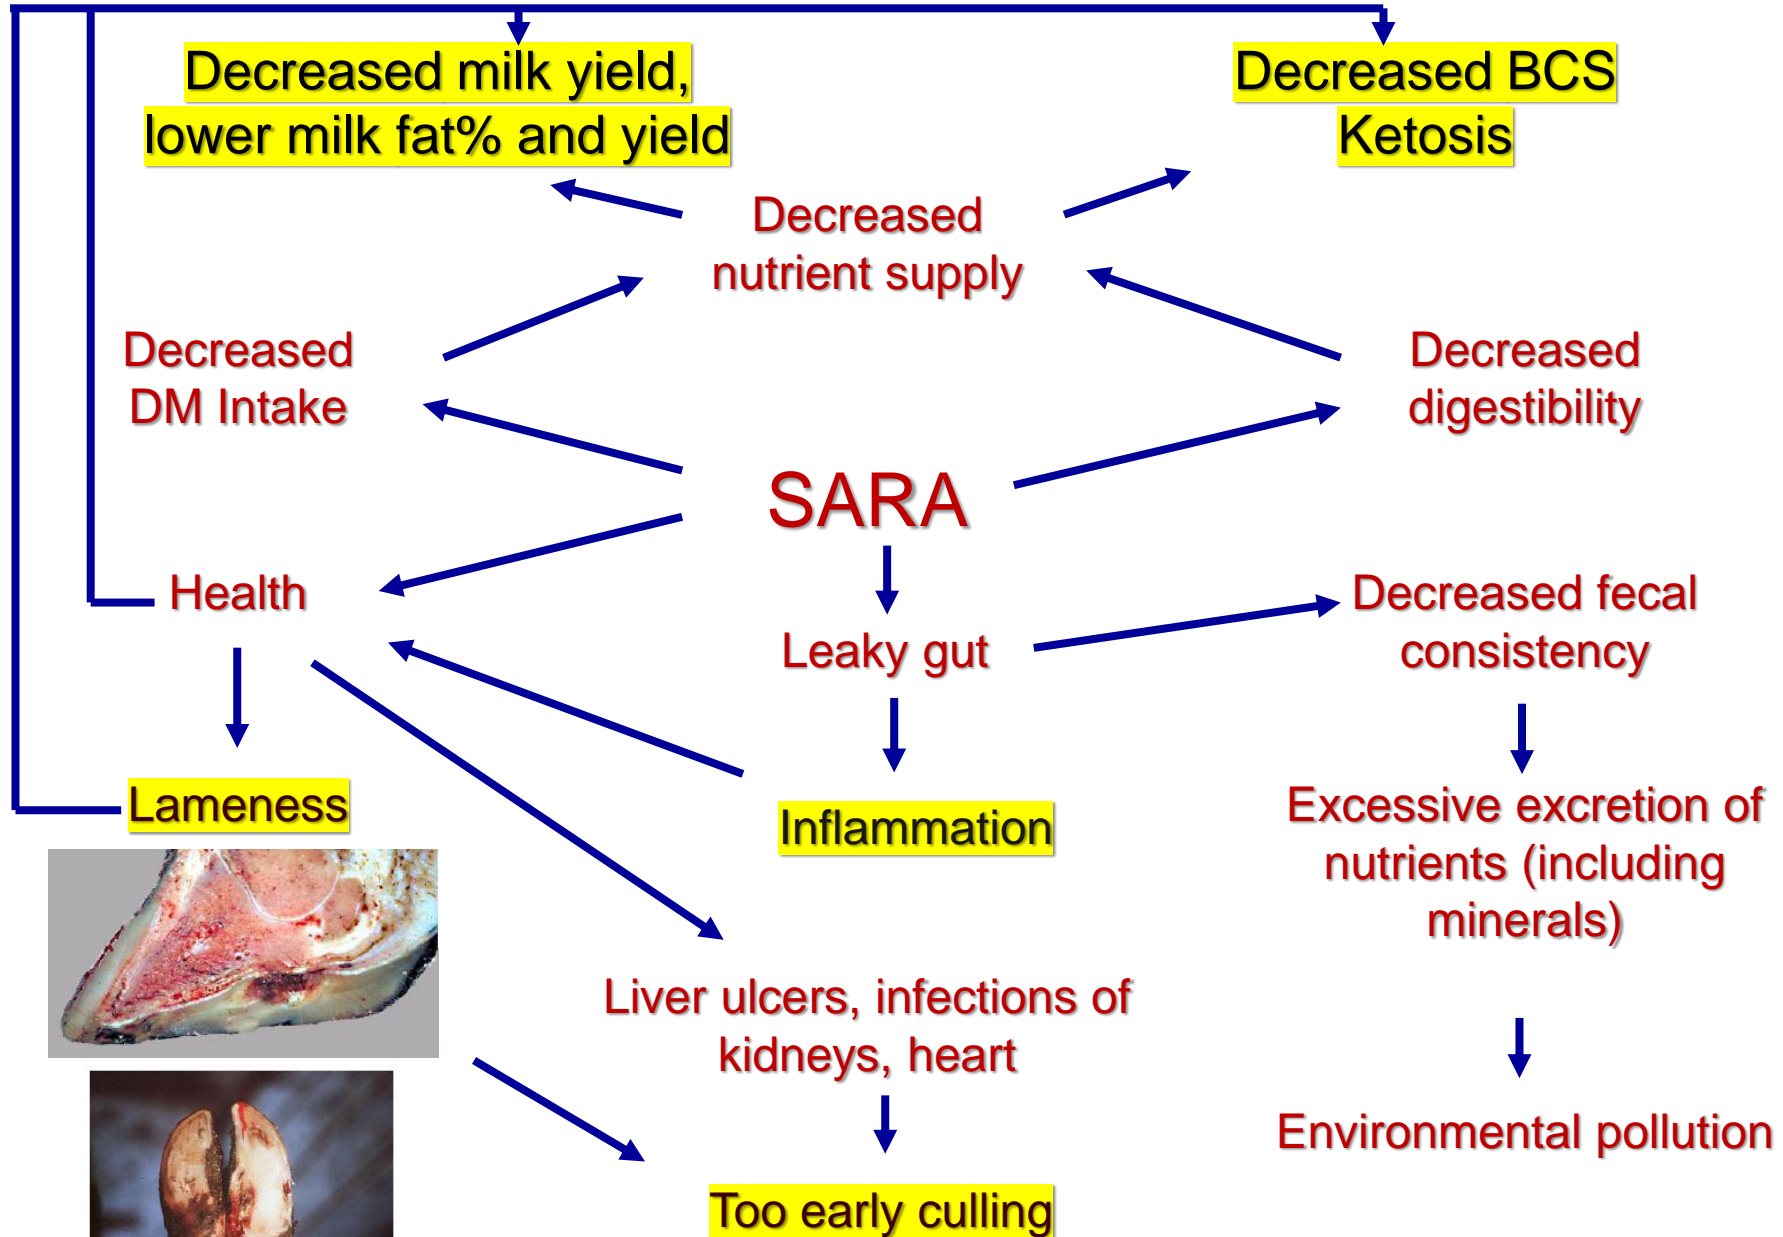 Decreased milk yield,
lower milk fat% and yield
Decreased BCS
Ketosis
Decreased
nutrient supply
Decreased
DM Intake
Decreased
digestibility
SARA
Health
Leaky gut
Decreased fecal
consistency
Lameness
Inflammation
Excessive excretion of
nutrients (including
minerals)
Liver ulcers, infections of
kidneys, heart
Environmental pollution
Too early culling